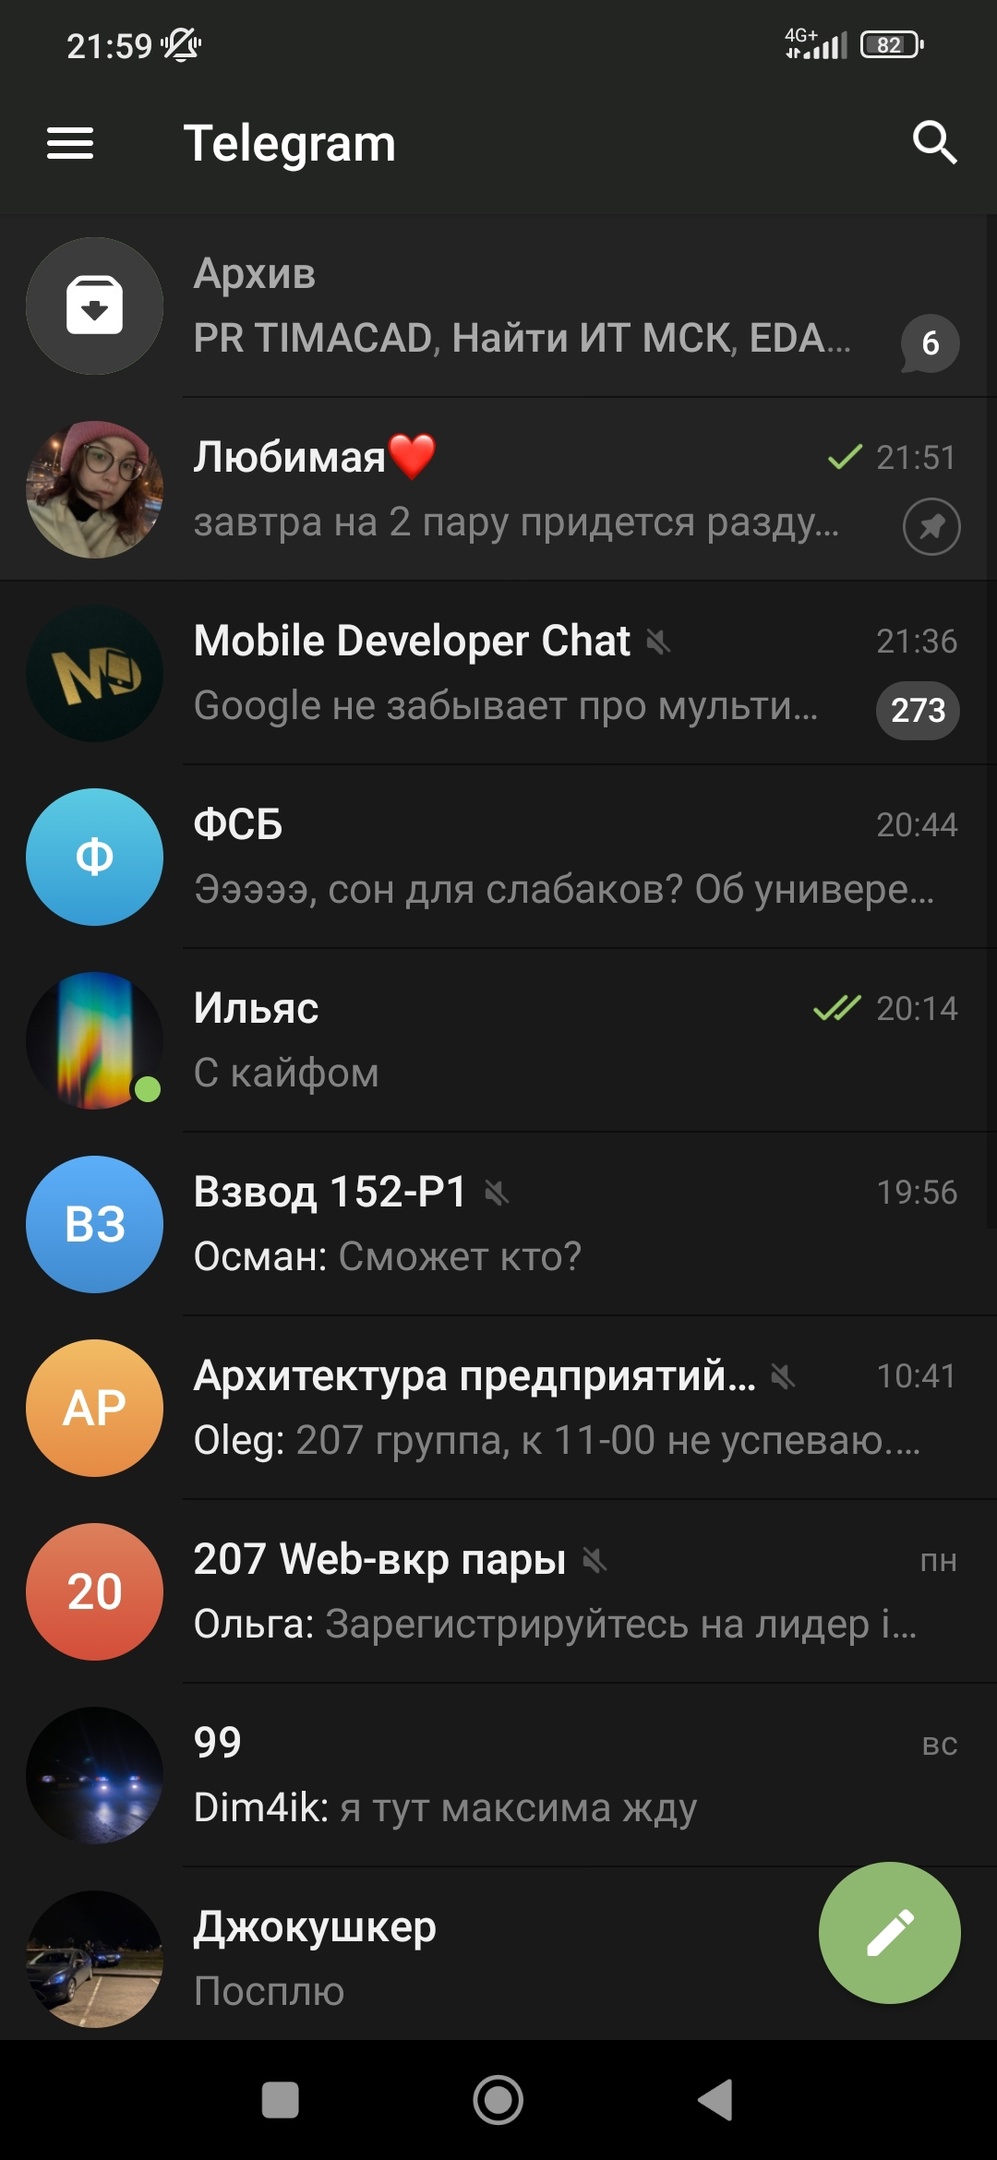 21:59 4G+ 82
Telegram
Архив
PR TIMACAD, Найти ИТ МСК, EDA... 6
Любимая❤️ 21:51
завтра на 2 пару придется разду...
Mobile Developer Chat 21:36
MD Google не забывает про мульти... 273
ФСБ 20:44
Ф Эээээ, сон для слабаков? Об универе...
Ильяс 20:14
С кайфом
Взвод 152-Р1 19:56
ВЗ Осман: Сможет кто?
Архитектура предприятий... 10:41
АР Oleg: 207 группа, к 11-00 не успеваю....
207 Web-вкр пары пн
20 Ольга: Зарегистрируйтесь на лидер i...
99 вс
Dim4ik: я тут максима жду
Джокушкер
Посплю